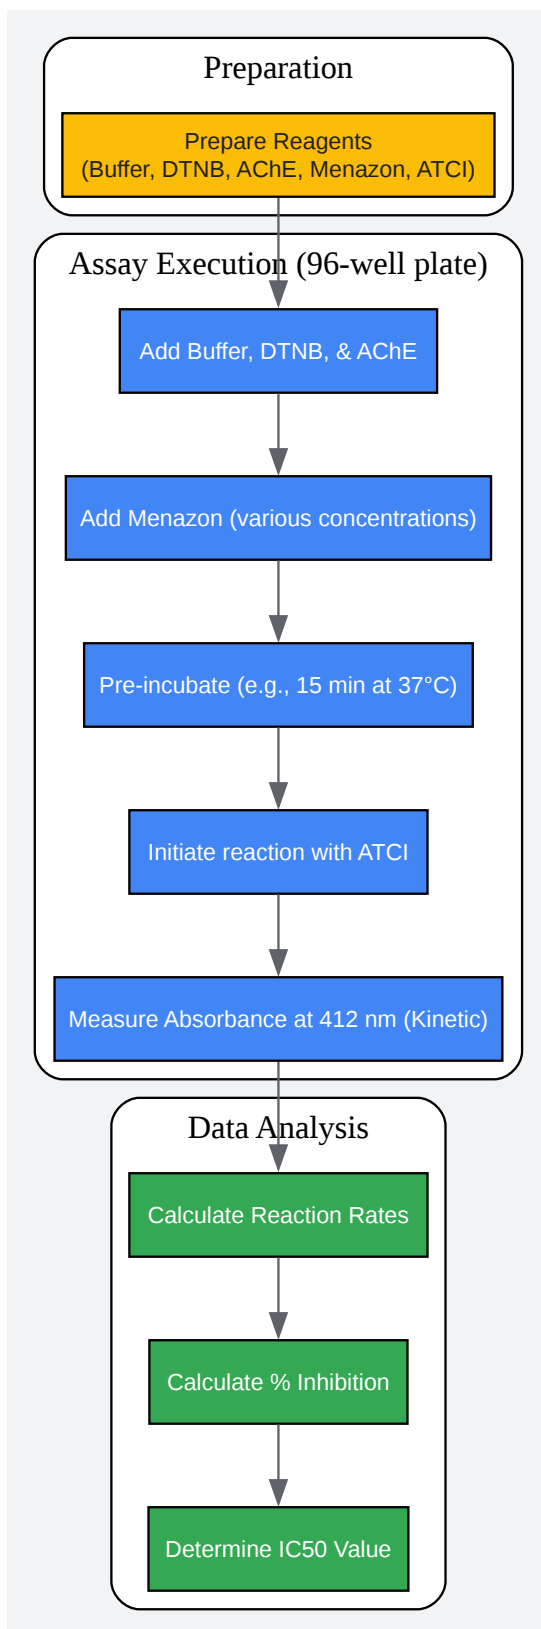 Preparation
Prepare Reagents
(Buffer, DTNB, AChE, Menazon, ATCI)
Assay Execution (96-well plate)
Add Buffer, DTNB, & AChE
Add Menazon (various concentrations)
Pre-incubate (e.g., 15 min at 37°C)
Initiate reaction with ATCI
Measure Absorbance at 412 nm (Kinetic)
Data Analysis
Calculate Reaction Rates
Calculate % Inhibition
Determine IC50 Value